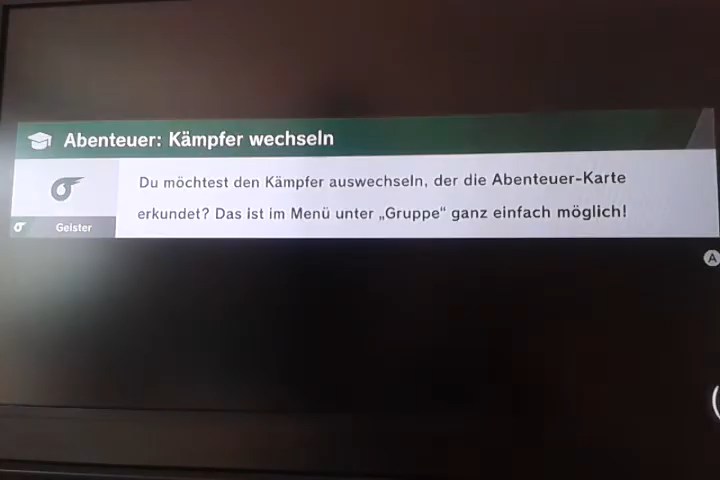 Abenteuer: Kämpfer wechseln
Du möchtest den Kämpfer auswechseln, der die Abenteuer-Karte
erkundet? Das ist im Menü unter „Gruppe“ ganz einfach möglich!
Geister
A